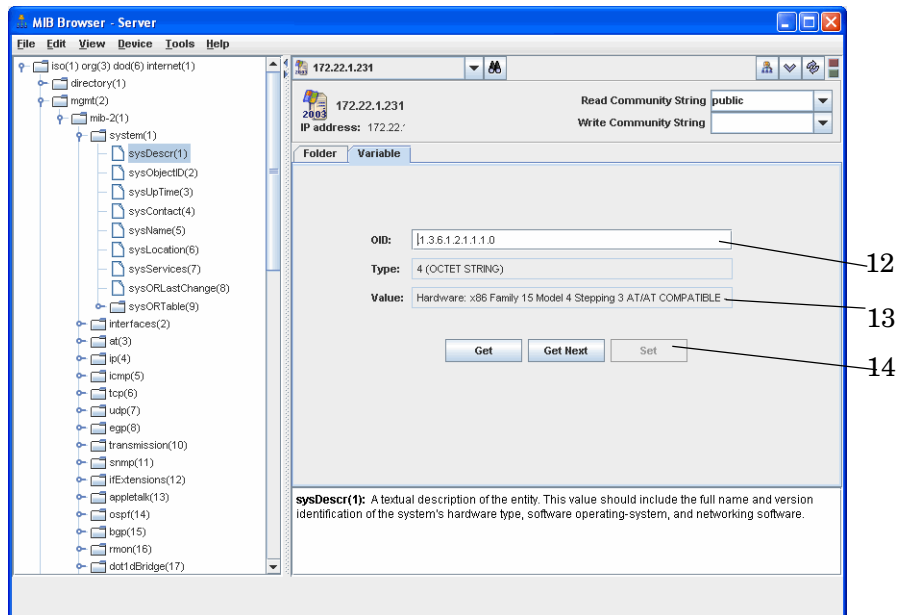 MIB Browser - Server
File Edit View Device Tools Help
iso(1) org(3) dod(6) internet(1)
directory(1)
mgmt(2)
mib-2(1)
system(1)
sysDescr(1)
sysObjectID(2)
sysUpTime(3)
sysContact(4)
sysName(5)
sysLocation(6)
sysServices(7)
sysORLastChange(8)
sysORTable(9)
interfaces(2)
at(3)
ip(4)
icmp(5)
tcp(6)
udp(7)
egp(8)
transmission(10)
snmp(11)
ifExtensions(12)
appletalk(13)
ospf(14)
bgp(15)
rmon(16)
dot1dBridge(17)
172.22.1.231
2003 172.22.1.231
IP address: 172.22.
Read Community String public
Write Community String
Folder Variable
OID: .1.3.6.1.2.1.1.1.0
Type: 4 (OCTET STRING)
Value: Hardware: x86 Family 15 Model 4 Stepping 3 AT/AT COMPATIBLE
Get Get Next Set
sysDescr(1): A textual description of the entity. This value should include the full name and version
identification of the system's hardware type, software operating-system, and networking software.
12
13
14